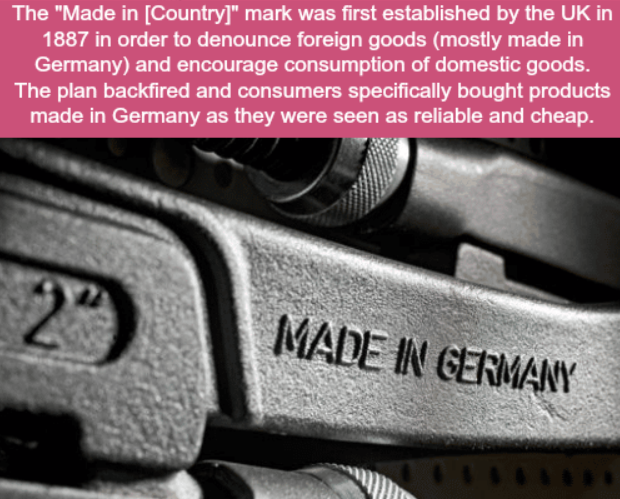 The "Made in [Country]" mark was first established by the UK in
1887 in order to denounce foreign goods (mostly made in
Germany) and encourage consumption of domestic goods.
The plan backfired and consumers specifically bought products
made in Germany as they were seen as reliable and cheap.
2"
MADE IN GERMANY